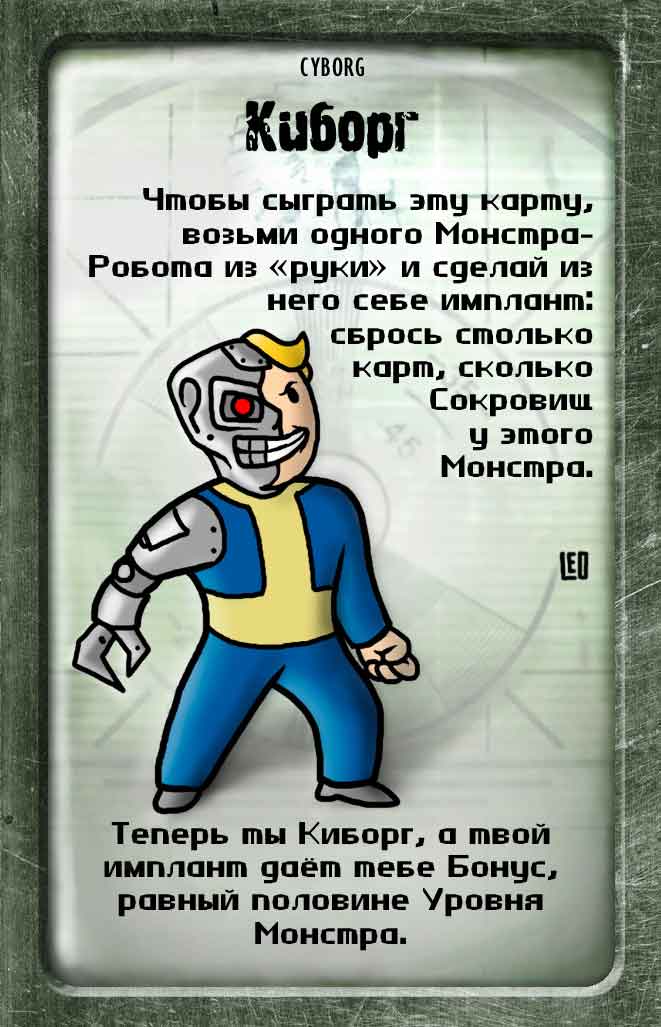 CYBORG
Киборг
Чтобы сыграть эту карту,
возьми одного Монстра-
Робота из «руки» и сделай из
него себе имплант:
сбрось столько
карт, сколько
Сокровищ
у этого
Монстра.
LEO
Теперь ты Киборг, а твой
имплант даёт тебе Бонус,
равный половине Уровня
Монстра.